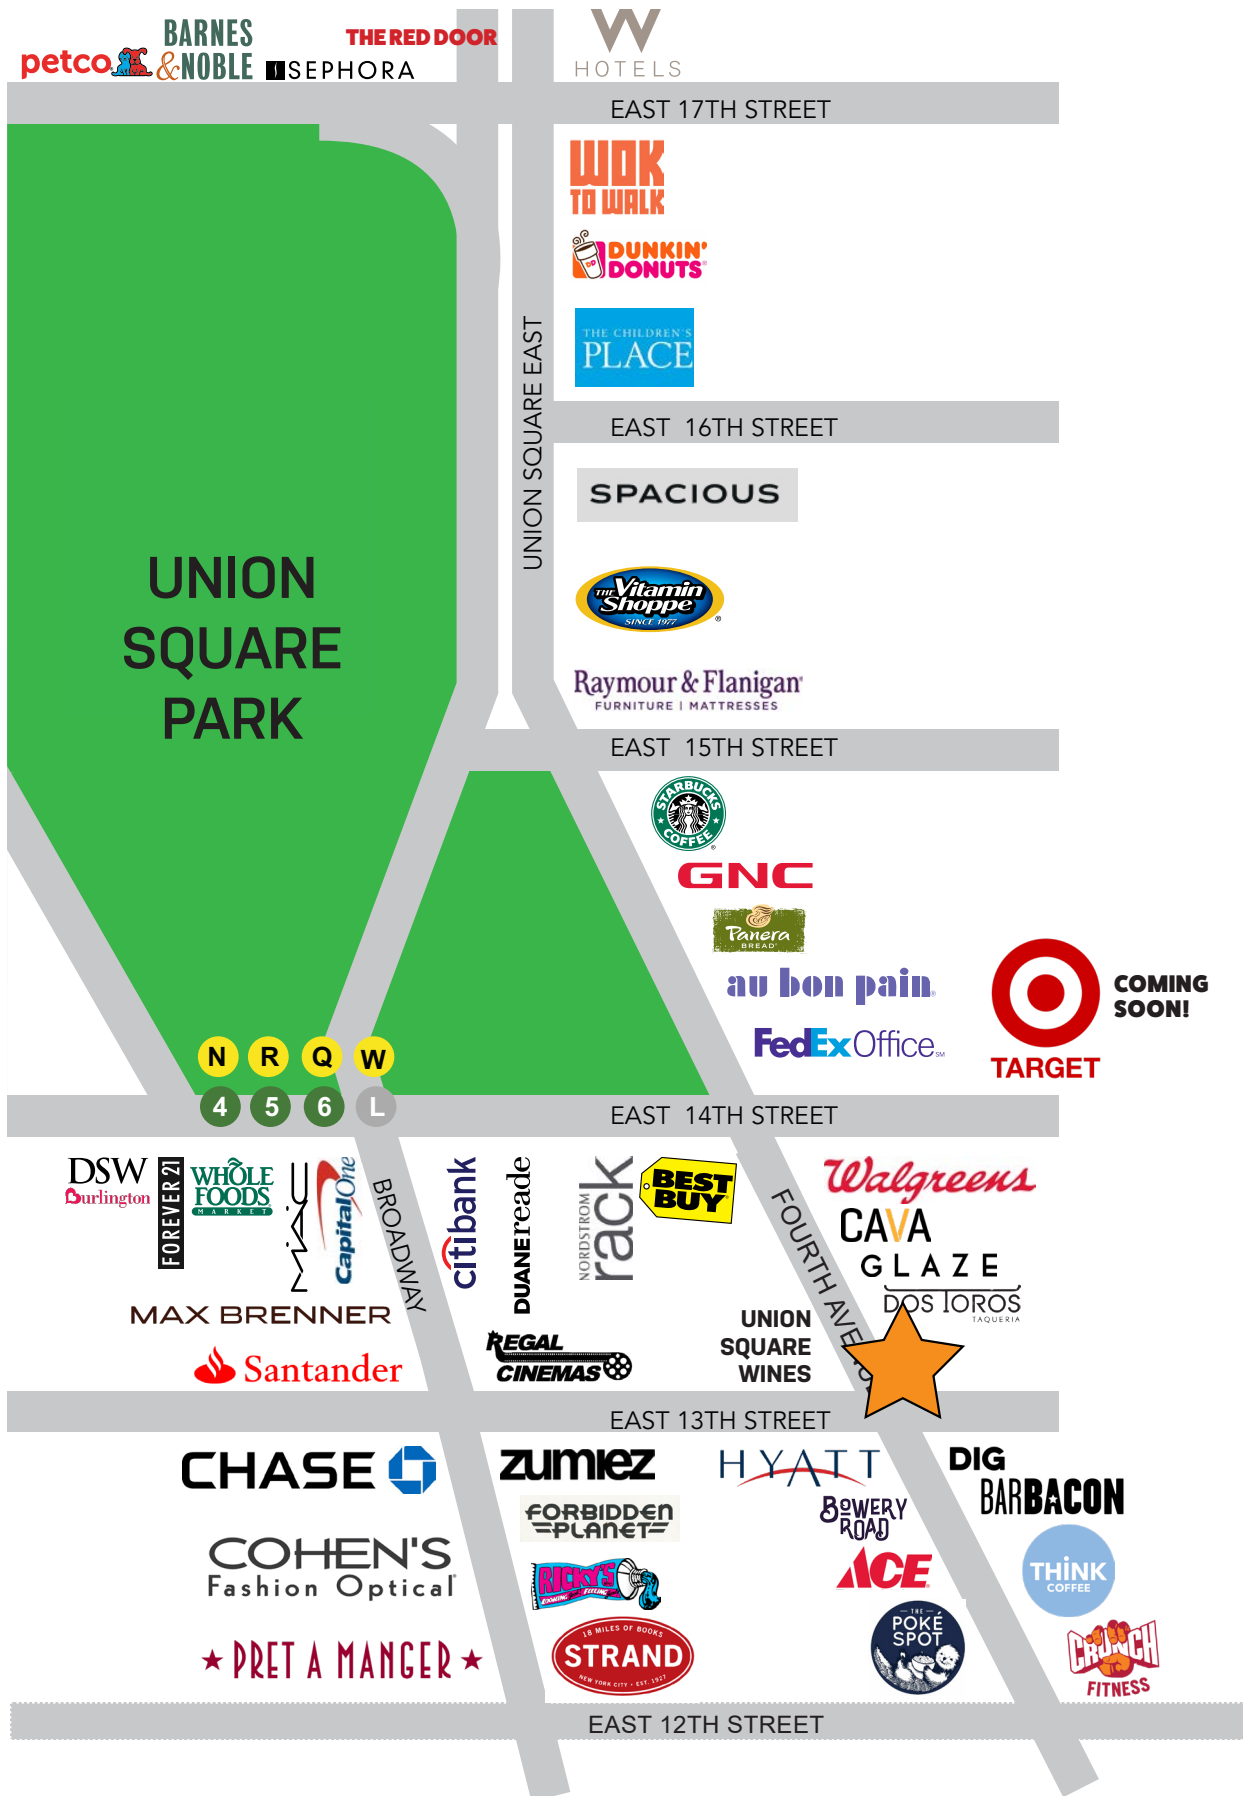 BARNES
& NOBLE
petco
THE RED DOOR
SEPHORA
W
HOTELS
EAST 17TH STREET
WOK
TO WALK
DUNKIN'
DONUTS
DD
THE CHILDREN'S
PLACE
UNION SQUARE EAST
EAST 16TH STREET
SPACIOUS
THE Vitamin
Shoppe
SINCE 1977
Raymour & Flanigan
FURNITURE | MATTRESSES
UNION
SQUARE
PARK
EAST 15TH STREET
STARBUCKS
COFFEE
GNC
Panera
BREAD
au bon pain
FedEx Office
COMING
SOON!
TARGET
N R Q W
4 5 6 L
EAST 14TH STREET
DSW
Burlington
FOREVER 21
WHOLE
FOODS
MARKET
MAC
Capital One
BROADWAY
citibank
DUANE reade
NORDSTROM
rack
BEST
BUY
FOURTH AVENUE
Walgreens
CAVA
GLAZE
DOS TOROS
TAQUERIA
MAX BRENNER
Santander
REGAL
CINEMAS
UNION
SQUARE
WINES
EAST 13TH STREET
CHASE
COHEN'S
Fashion Optical
PRET A MANGER
ZUMIEZ
FORBIDDEN
PLANET
RICKY'S
LOOKING FEELING
18 MILES OF BOOKS
STRAND
NEW YORK CITY • EST. 1927
HYATT
BOWERY
ROAD
ACE
THE
POKÉ
SPOT
DIG
BARBACON
THINK
COFFEE
CRUNCH
FITNESS
EAST 12TH STREET